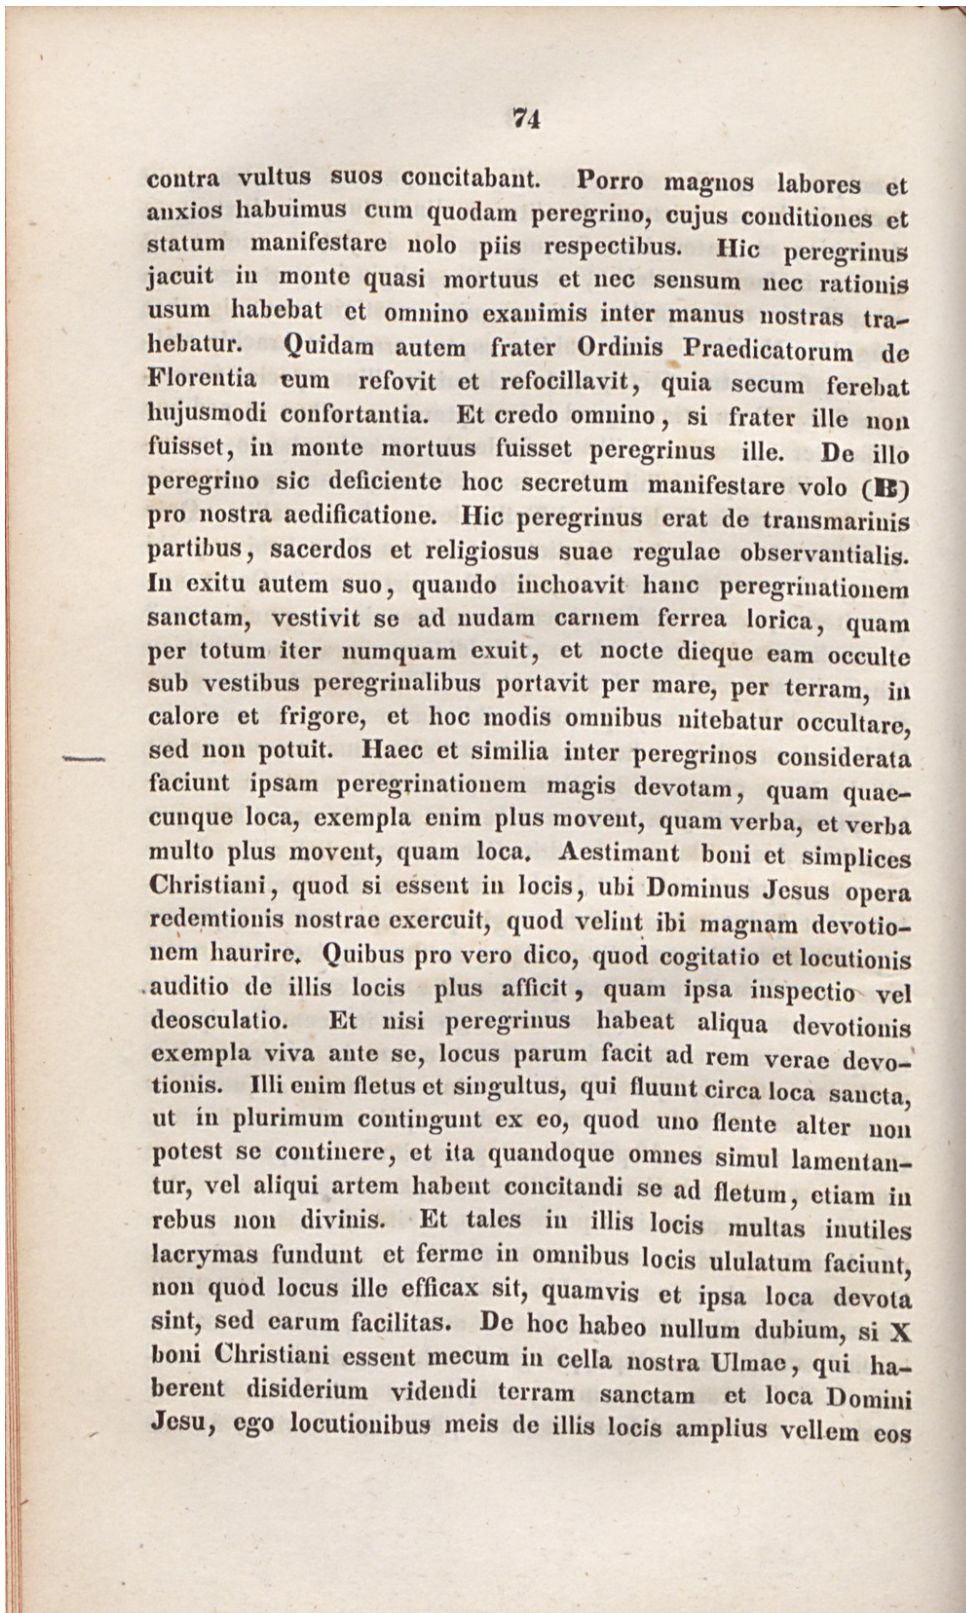 74
contra vultus suos concitabant. Porro magnos labores et
anxios habuimus cum quodam peregrino, cujus conditiones et
statum manifestare nolo piis respectibus. Hic peregrinus
jacuit in monte quasi mortuus et nec sensum nec rationis
usum habebat et omnino exanimis inter manus nostras tra-
hebatur. Quidam autem frater Ordinis Praedicatorum de
Florentia eum refovit et refocillavit, quia secum ferebat
hujusmodi confortantia. Et credo omnino, si frater ille non
fuisset, in monte mortuus fuisset peregrinus ille. De illo
peregrino sic deficiente hoc secretum manifestare volo (B)
pro nostra aedificatione. Hic peregrinus erat de transmarinis
partibus, sacerdos et religiosus suae regulae observantialis.
In exitu autem suo, quando inchoavit hanc peregrinationem
sanctam, vestivit se ad nudam carnem ferrea lorica, quam
per totum iter numquam exuit, et nocte dieque eam occulte
sub vestibus peregrinalibus portavit per mare, per terram, in
calore et frigore, et hoc modis omnibus nitebatur occultare,
sed non potuit. Haec et similia inter peregrinos considerata
faciunt ipsam peregrinationem magis devotam, quam quae-
cunque loca, exempla enim plus movent, quam verba, et verba
multo plus movent, quam loca. Aestimant boni et simplices
Christiani, quod si essent in locis, ubi Dominus Jesus opera
redemtionis nostrae exercuit, quod velint ibi magnam devotio-
nem haurire. Quibus pro vero dico, quod cogitatio et locutionis
auditio de illis locis plus afficit, quam ipsa inspectio vel
deosculatio. Et nisi peregrinus habeat aliqua devotionis
exempla viva ante se, locus parum facit ad rem verae devo-
tionis. Illi enim fletus et singultus, qui fluunt circa loca sancta,
ut in plurimum contingunt ex eo, quod uno flente alter non
potest se continere, et ita quandoque omnes simul lamentan-
tur, vel aliqui artem habent concitandi se ad fletum, etiam in
rebus non divinis. Et tales in illis locis multas inutiles
lacrymas fundunt et ferme in omnibus locis ululatum faciunt,
non quod locus ille efficax sit, quamvis et ipsa loca devota
sint, sed earum facilitas. De hoc habeo nullum dubium, si X
boni Christiani essent mecum in cella nostra Ulmae, qui ha-
berent disiderium videndi terram sanctam et loca Domini
Jesu, ego locutionibus meis de illis locis amplius vellem eos